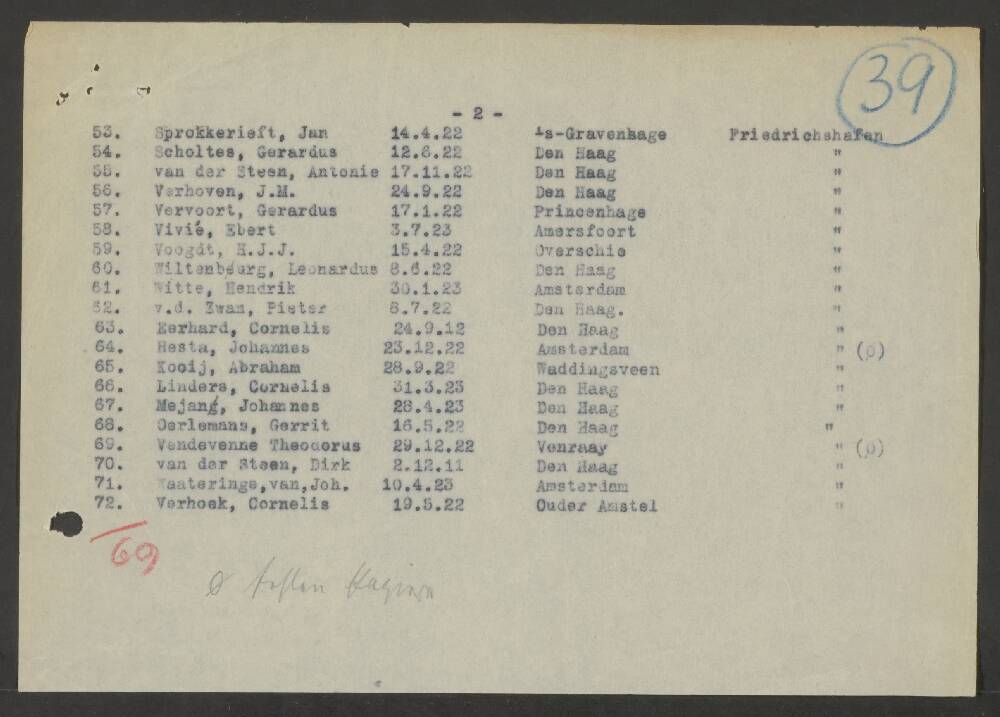 39
- 2 -
53. Sprokkerieft, Jan 14.4.22 's-Gravenhage Friedrichshafen
54. Scholtes, Gerardus 12.6.22 Den Haag "
55. van der Steen, Antonie 17.11.22 Den Haag "
56. Verhoven, J.M. 24.9.22 Den Haag "
57. Vervoort, Gerardus 17.1.22 Princenhage "
58. Vivié, Ebert 3.7.23 Amersfoort "
59. Voogdt, H.J.J. 15.4.22 Overschie "
60. Leonardus 8.6.22 Den Haag "
61. Witte, Hendrik 30.1.23 Amsterdam "
62. v.d. Zwan, Pieter 6.7.22 Den Haag. "
63. Eerhard, Cornelis 24.9.12 Den Haag "
64. Hesta, Johannes 23.12.22 Amsterdam " (ø)
65. Kooij, Abraham 28.9.22 Waddingsveen "
66. Linders, Cornelis 31.3.23 Den Haag "
67. Mejang, Johannes 28.4.23 Den Haag "
68. Oerlemans, Gerrit 16.5.22 Den Haag "
69. Vendevenne Theodorus 29.12.22 Venraay " (ø)
70. van der Steen, Dirk 2.12.11 Den Haag "
71. Waateringe,van,Joh. 10.4.23 Amsterdam "
72. Verhoek, Cornelis 19.5.22 Ouder Amstel "
69